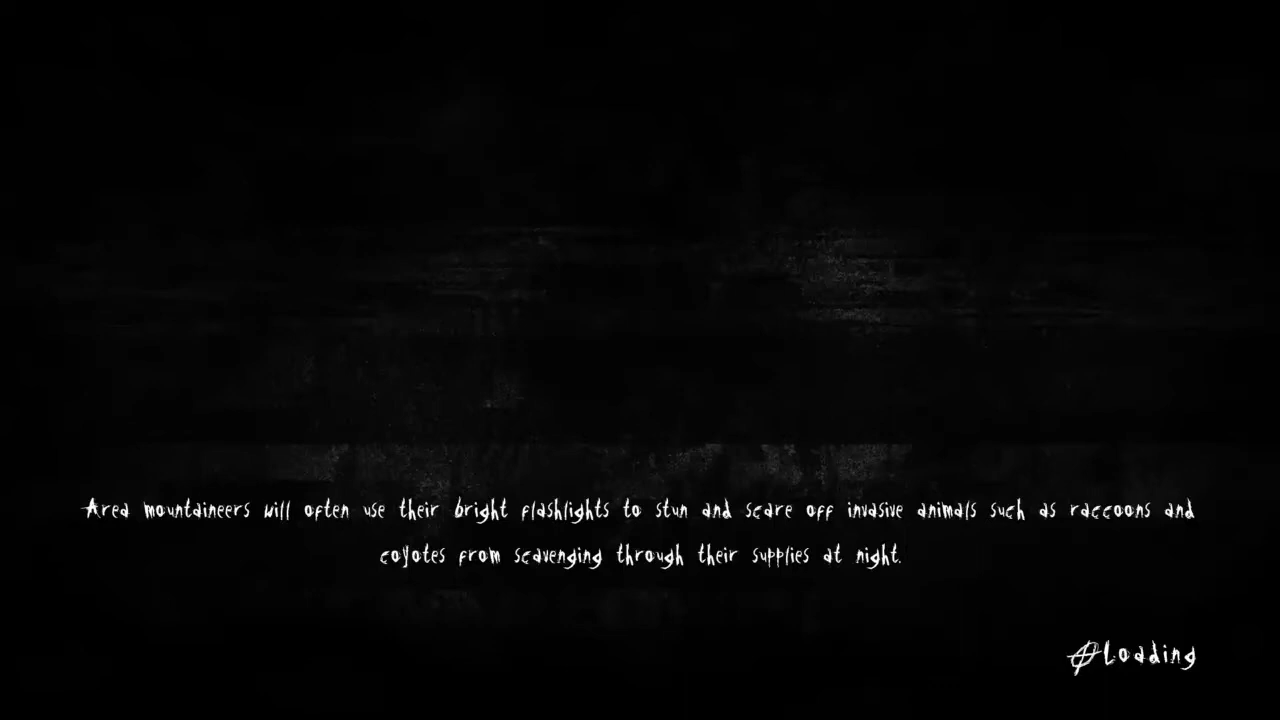 Area mountaineers will often use their bright flashlights to stun and scare off invasive animals such as raccoons and
coyotes from scavenging through their supplies at night.
Loading